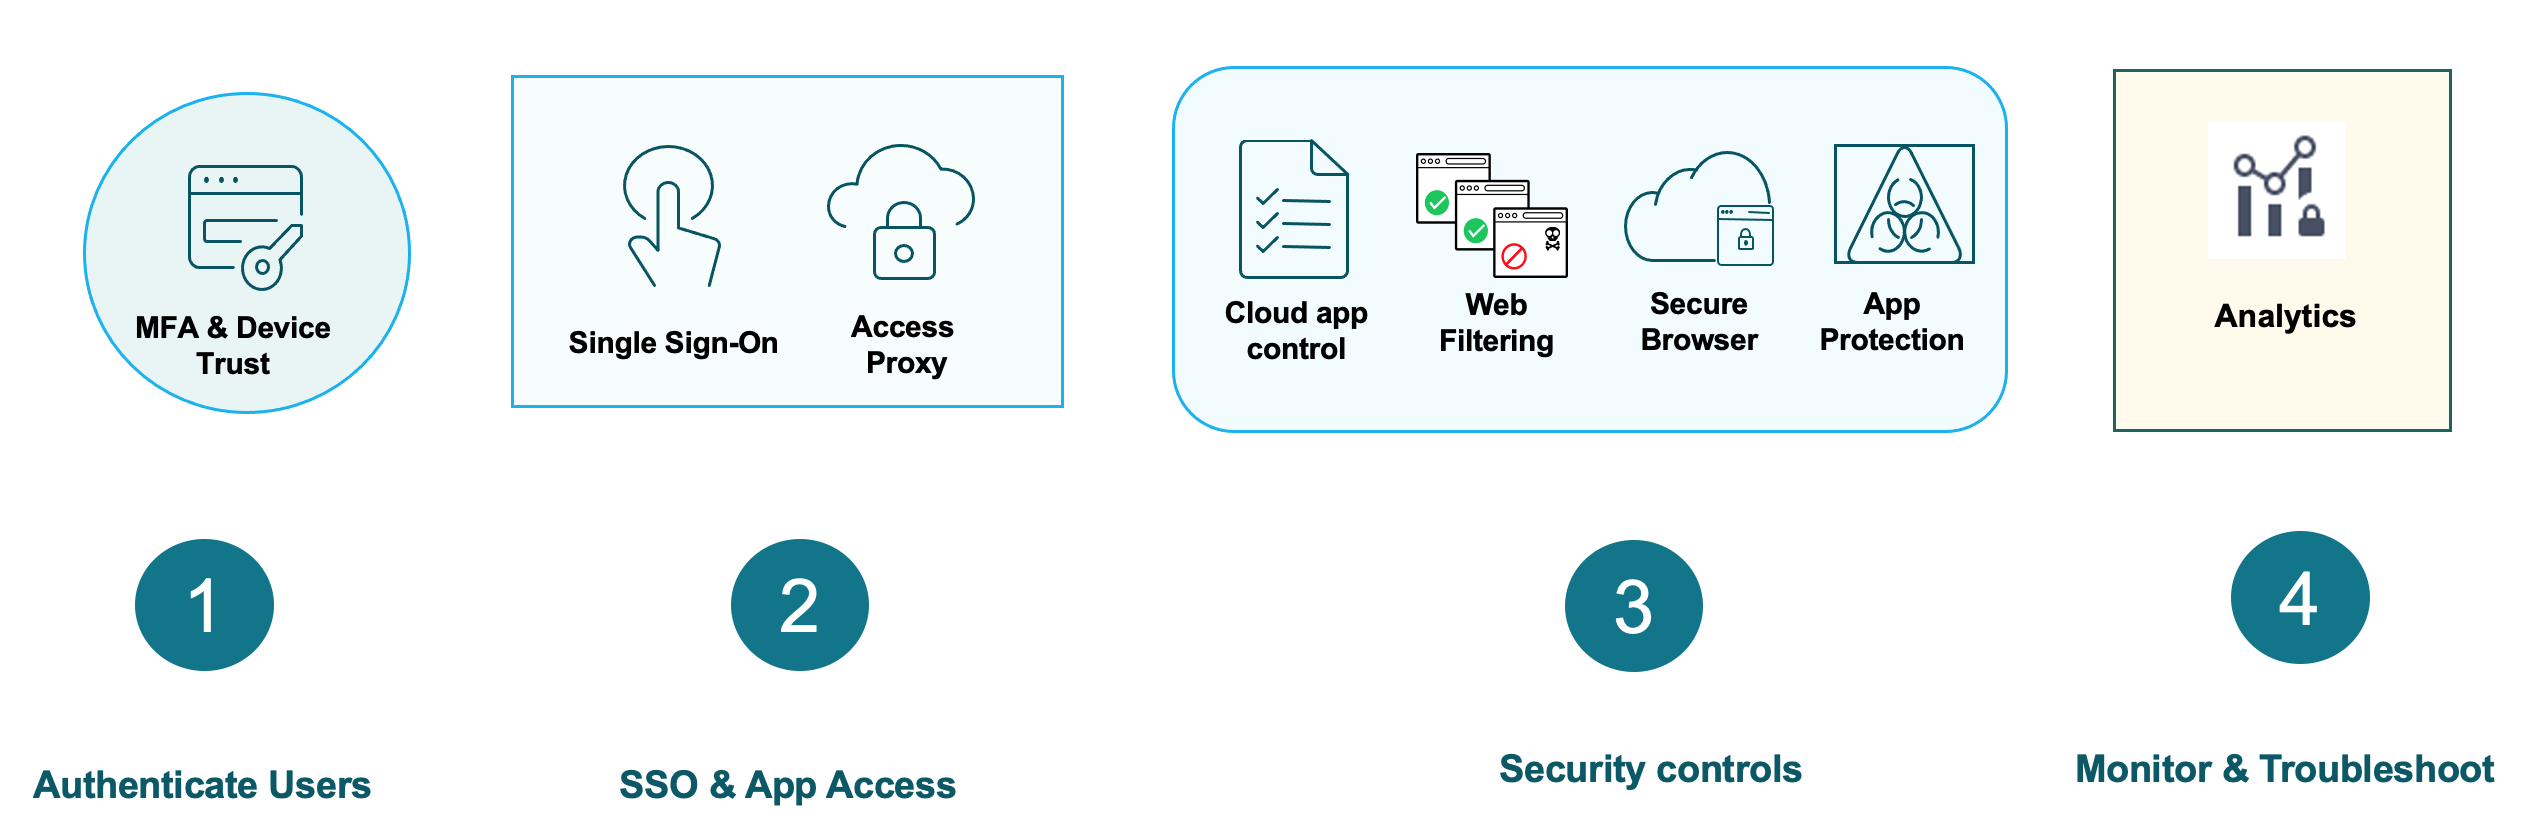 MFA & Device
Trust
Single Sign-On
Access
Proxy
Cloud app
control
Web
Filtering
Secure
Browser
App
Protection
Analytics
1
2
3
4
Authenticate Users
SSO & App Access
Security controls
Monitor & Troubleshoot